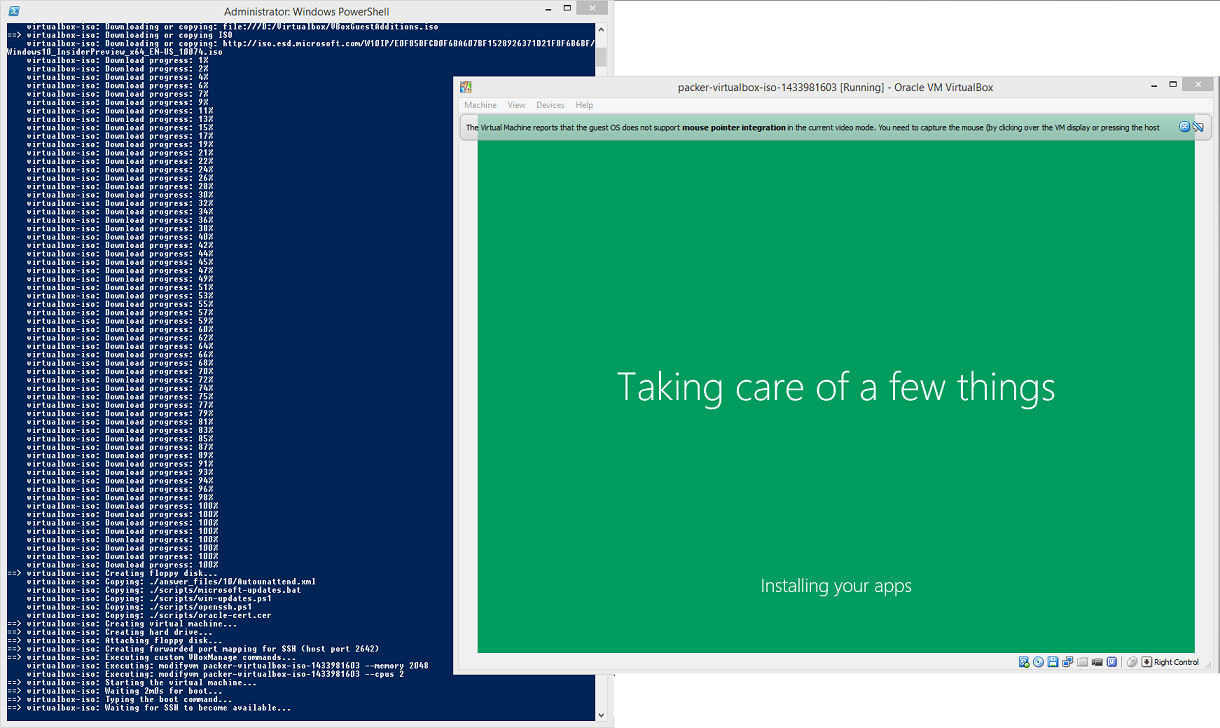 Administrator: Windows PowerShell
virtualbox-iso: Downloading or copying: file:///D:/Virtualbox/VBoxGuestAdditions.iso
==> virtualbox-iso: Downloading or copying ISO
virtualbox-iso: Downloading or copying: http://iso.esd.microsoft.com/W10IP/E0F85BFCD0F6BA607BF1528926371D21F8F6B6BF/
Windows10_InsiderPreview_x64_EN-US_10074.iso
virtualbox-iso: Download progress: 1%
virtualbox-iso: Download progress: 2%
virtualbox-iso: Download progress: 4%
virtualbox-iso: Download progress: 6%
virtualbox-iso: Download progress: 7%
virtualbox-iso: Download progress: 9%
virtualbox-iso: Download progress: 11%
virtualbox-iso: Download progress: 13%
virtualbox-iso: Download progress: 15%
virtualbox-iso: Download progress: 17%
virtualbox-iso: Download progress: 19%
virtualbox-iso: Download progress: 21%
virtualbox-iso: Download progress: 22%
virtualbox-iso: Download progress: 24%
virtualbox-iso: Download progress: 26%
virtualbox-iso: Download progress: 28%
virtualbox-iso: Download progress: 30%
virtualbox-iso: Download progress: 32%
virtualbox-iso: Download progress: 34%
virtualbox-iso: Download progress: 36%
virtualbox-iso: Download progress: 38%
virtualbox-iso: Download progress: 40%
virtualbox-iso: Download progress: 42%
virtualbox-iso: Download progress: 44%
virtualbox-iso: Download progress: 45%
virtualbox-iso: Download progress: 47%
virtualbox-iso: Download progress: 49%
virtualbox-iso: Download progress: 51%
virtualbox-iso: Download progress: 53%
virtualbox-iso: Download progress: 55%
virtualbox-iso: Download progress: 57%
virtualbox-iso: Download progress: 59%
virtualbox-iso: Download progress: 60%
virtualbox-iso: Download progress: 62%
virtualbox-iso: Download progress: 64%
virtualbox-iso: Download progress: 66%
virtualbox-iso: Download progress: 68%
virtualbox-iso: Download progress: 70%
virtualbox-iso: Download progress: 72%
virtualbox-iso: Download progress: 74%
virtualbox-iso: Download progress: 75%
virtualbox-iso: Download progress: 77%
virtualbox-iso: Download progress: 79%
virtualbox-iso: Download progress: 81%
virtualbox-iso: Download progress: 83%
virtualbox-iso: Download progress: 85%
virtualbox-iso: Download progress: 87%
virtualbox-iso: Download progress: 89%
virtualbox-iso: Download progress: 91%
virtualbox-iso: Download progress: 93%
virtualbox-iso: Download progress: 94%
virtualbox-iso: Download progress: 96%
virtualbox-iso: Download progress: 98%
virtualbox-iso: Download progress: 100%
virtualbox-iso: Download progress: 100%
virtualbox-iso: Download progress: 100%
virtualbox-iso: Download progress: 100%
virtualbox-iso: Download progress: 100%
virtualbox-iso: Download progress: 100%
virtualbox-iso: Download progress: 100%
virtualbox-iso: Download progress: 100%
==> virtualbox-iso: Creating floppy disk...
virtualbox-iso: Copying: ./answer_files/10/Autounattend.xml
virtualbox-iso: Copying: ./scripts/microsoft-updates.bat
virtualbox-iso: Copying: ./scripts/win-updates.ps1
virtualbox-iso: Copying: ./scripts/openssh.ps1
virtualbox-iso: Copying: ./scripts/oracle-cert.cer
==> virtualbox-iso: Creating virtual machine...
==> virtualbox-iso: Creating hard drive...
==> virtualbox-iso: Attaching floppy disk...
==> virtualbox-iso: Creating forwarded port mapping for SSH (host port 2642)
==> virtualbox-iso: Executing custom VBoxManage commands...
virtualbox-iso: Executing: modifyvm packer-virtualbox-iso-1433981603 --memory 2048
virtualbox-iso: Executing: modifyvm packer-virtualbox-iso-1433981603 --cpus 2
==> virtualbox-iso: Starting the virtual machine...
==> virtualbox-iso: Waiting 2m0s for boot...
==> virtualbox-iso: Typing the boot command...
==> virtualbox-iso: Waiting for SSH to become available...
packer-virtualbox-iso-1433981603 [Running] - Oracle VM VirtualBox
Machine View Devices Help
The Virtual Machine reports that the guest OS does not support mouse pointer integration in the current video mode. You need to capture the mouse (by clicking over the VM display or pressing the host
Taking care of a few things
Installing your apps
Right Control